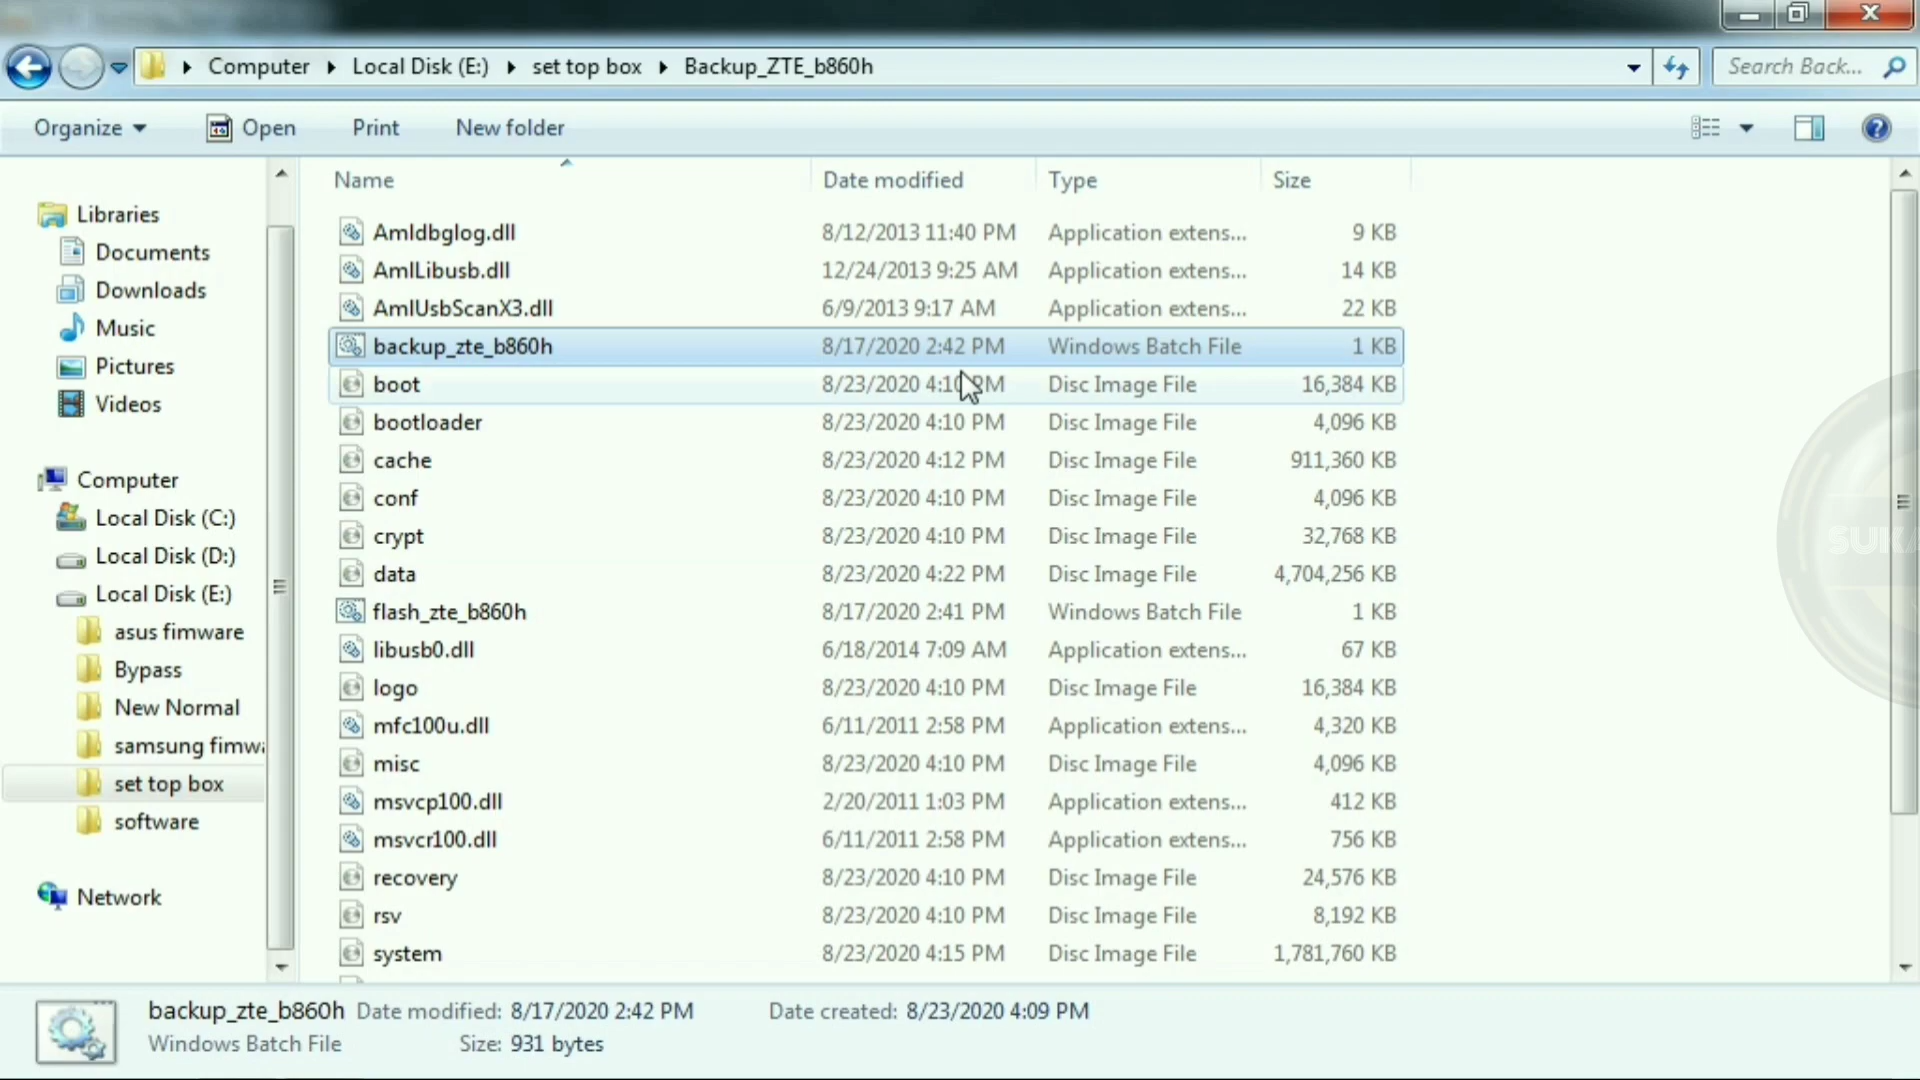 Computer Local Disk (E:) set top box Backup_ZTE_b860h Search Back...
Organize Open Print New folder
Name Date modified Type Size
Libraries
Documents
Downloads
Music
Pictures
Videos
Computer
Local Disk (C:)
Local Disk (D:)
Local Disk (E:)
asus fimware
Bypass
New Normal
samsung fimwa
set top box
software
Network
Amldbglog.dll 8/12/2013 11:40 PM Application extens... 9 KB
AmlLibusb.dll 12/24/2013 9:25 AM Application extens... 14 KB
AmlUsbScanX3.dll 6/9/2013 9:17 AM Application extens... 22 KB
backup_zte_b860h 8/17/2020 2:42 PM Windows Batch File 1 KB
boot 8/23/2020 4:10 PM Disc Image File 16,384 KB
bootloader 8/23/2020 4:10 PM Disc Image File 4,096 KB
cache 8/23/2020 4:12 PM Disc Image File 911,360 KB
conf 8/23/2020 4:10 PM Disc Image File 4,096 KB
crypt 8/23/2020 4:10 PM Disc Image File 32,768 KB
data 8/23/2020 4:22 PM Disc Image File 4,704,256 KB
flash_zte_b860h 8/17/2020 2:41 PM Windows Batch File 1 KB
libusb0.dll 6/18/2014 7:09 AM Application extens... 67 KB
logo 8/23/2020 4:10 PM Disc Image File 16,384 KB
mfc100u.dll 6/11/2011 2:58 PM Application extens... 4,320 KB
misc 8/23/2020 4:10 PM Disc Image File 4,096 KB
msvcp100.dll 2/20/2011 1:03 PM Application extens... 412 KB
msvcr100.dll 6/11/2011 2:58 PM Application extens... 756 KB
recovery 8/23/2020 4:10 PM Disc Image File 24,576 KB
rsv 8/23/2020 4:10 PM Disc Image File 8,192 KB
system 8/23/2020 4:15 PM Disc Image File 1,781,760 KB
backup_zte_b860h Date modified: 8/17/2020 2:42 PM Date created: 8/23/2020 4:09 PM
Windows Batch File Size: 931 bytes